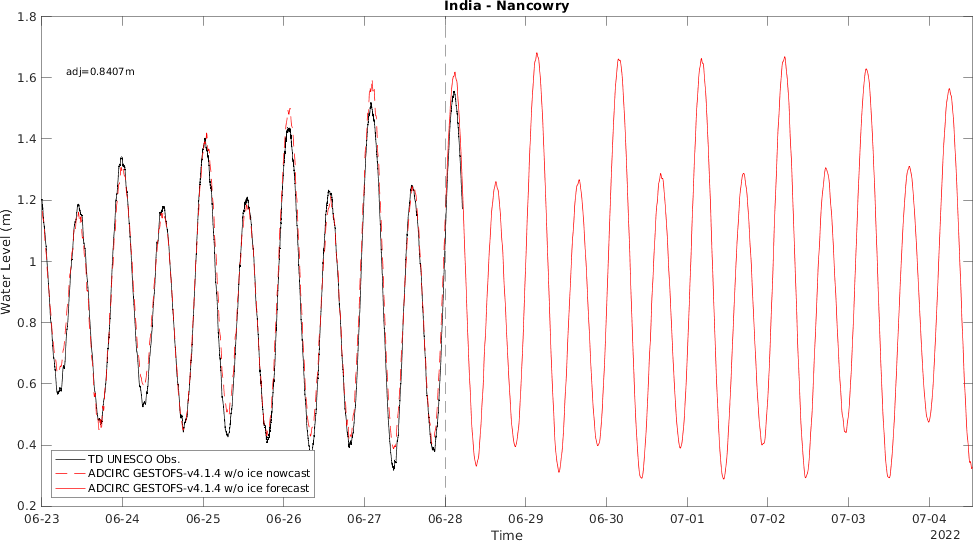 India - Nancowry
1.8
1.6
1.4
1.2
1
0.8
0.6
0.4
0.2
Water Level (m)
adj=0.8407m
TD UNESCO Obs.
ADCIRC GESTOFS-v4.1.4 w/o ice nowcast
ADCIRC GESTOFS-v4.1.4 w/o ice forecast
06-23 06-24 06-25 06-26 06-27 06-28 06-29 06-30 07-01 07-02 07-03 07-04
2022
Time